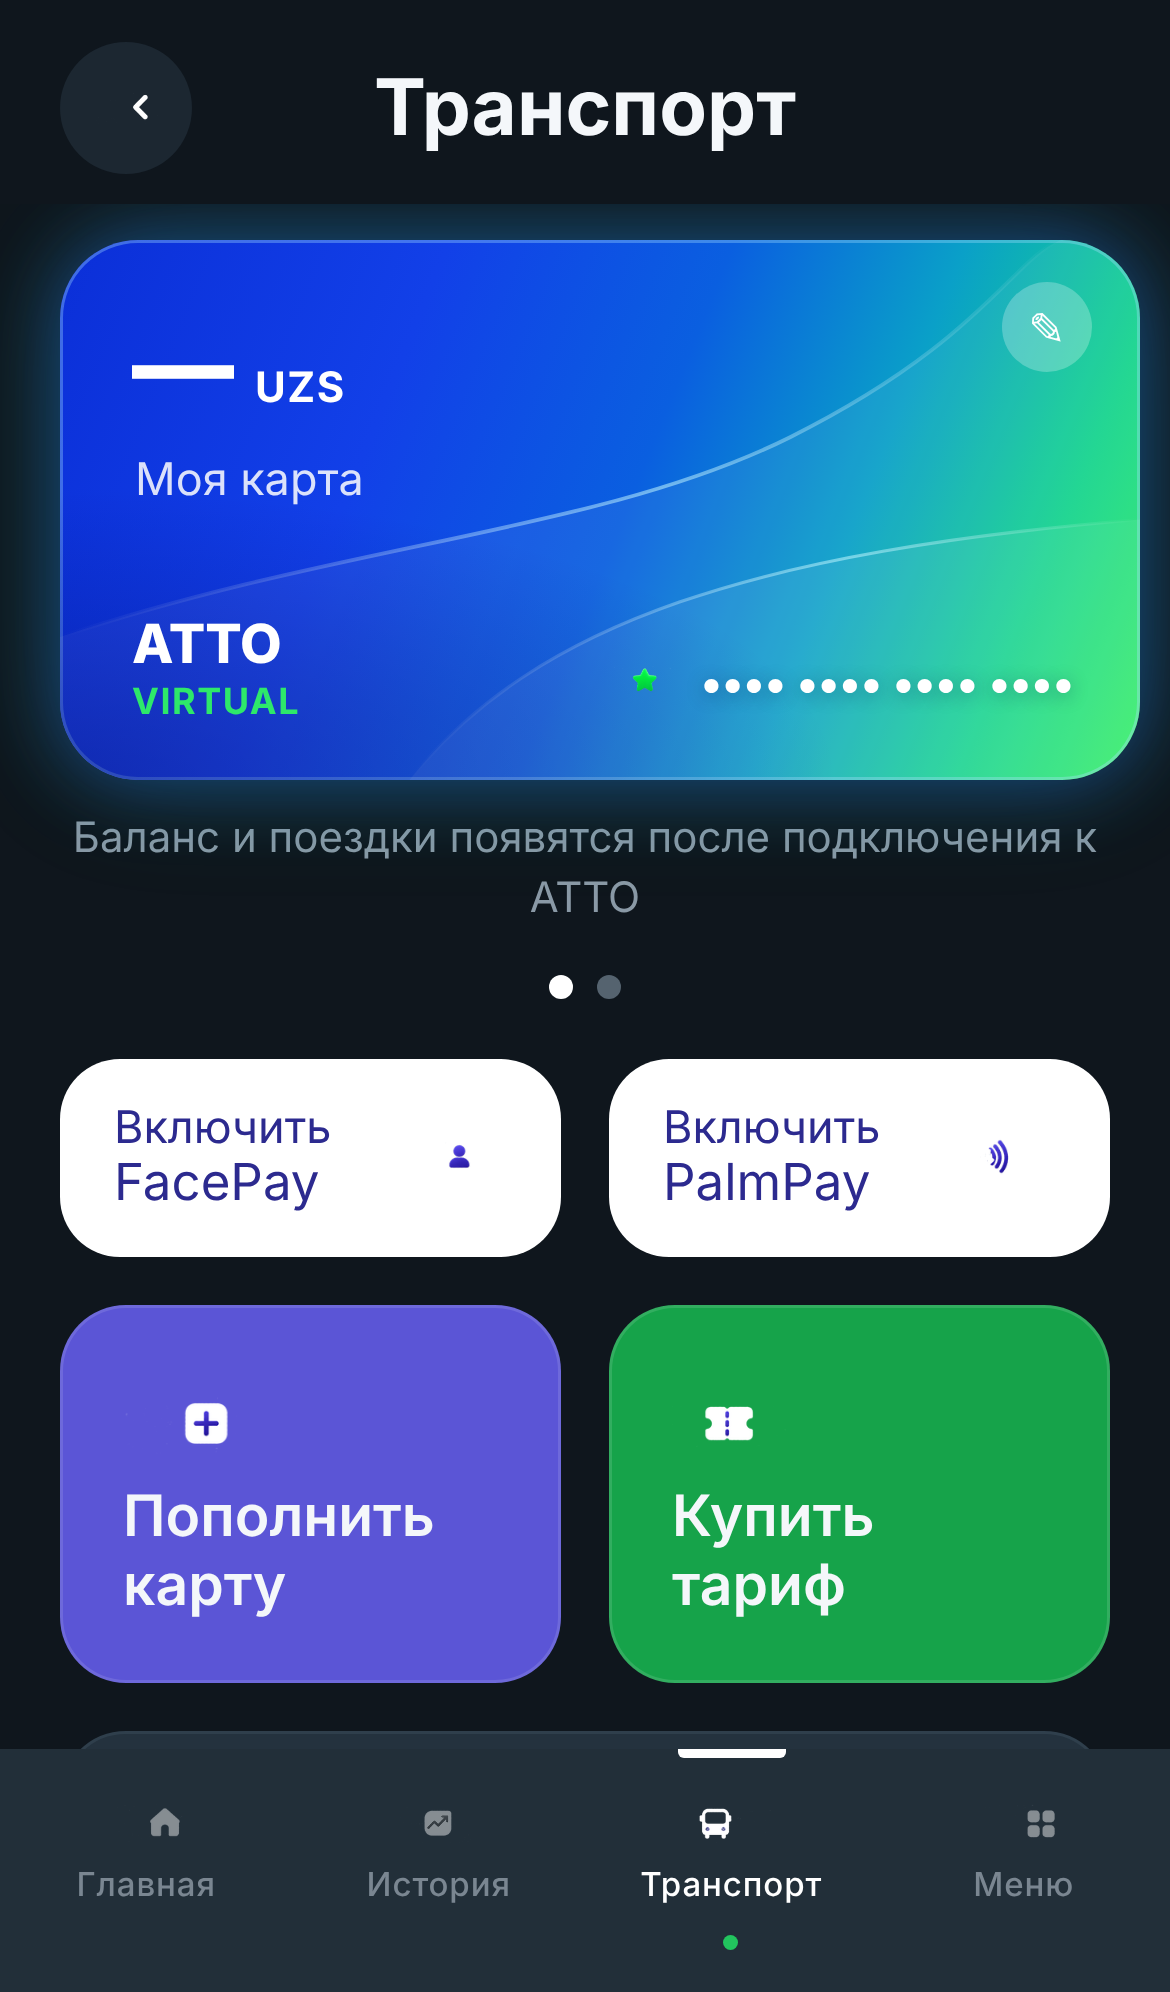 Транспорт
— UZS
Моя карта
ATTO
VIRTUAL
•••• •••• •••• ••••
Баланс и поездки появятся после подключения к
ATTO
Включить
FacePay
Включить
PalmPay
Пополнить
карту
Купить
тариф
Главная
История
Транспорт
Меню